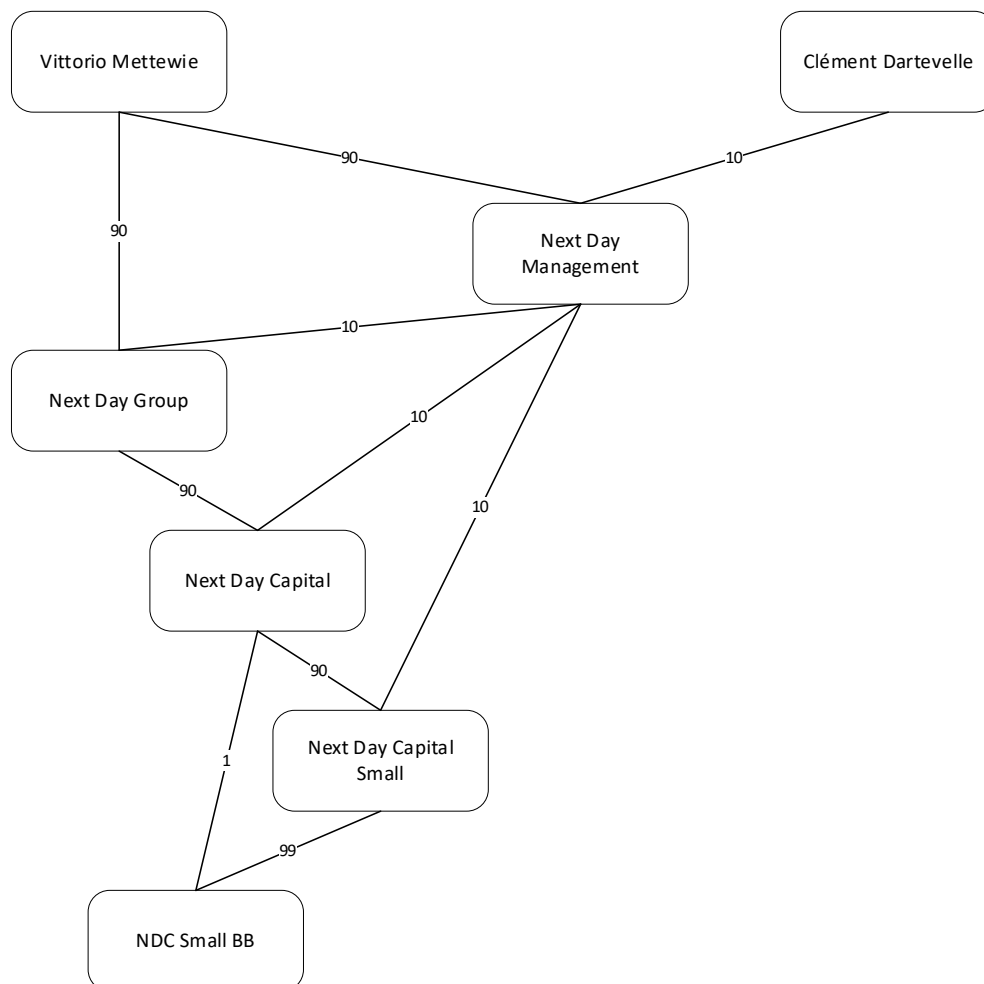 Vittorio Mettewie
Clément Dartevelle
90
10
90
Next Day
Management
10
Next Day Group
10
90
10
Next Day Capital
90
Next Day Capital
Small
1
99
NDC Small BB